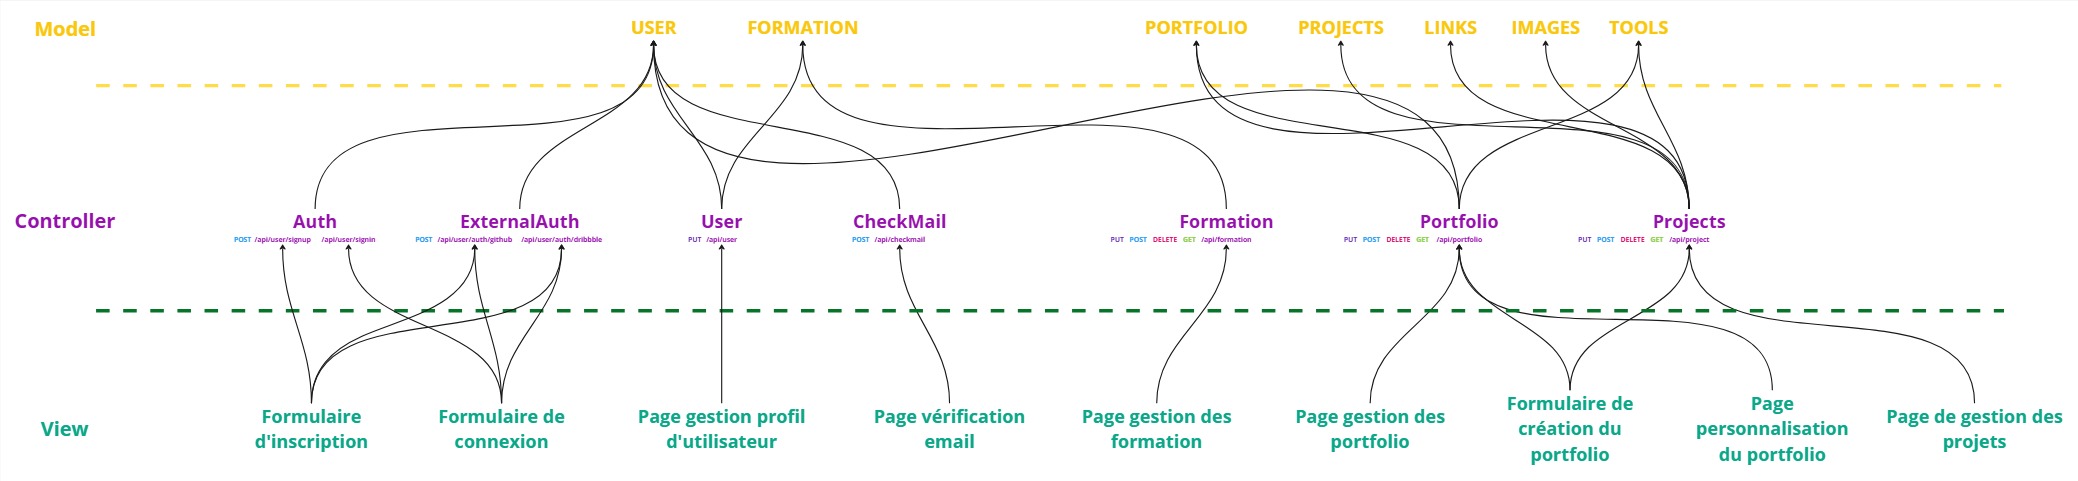 Model
USER
FORMATION
PORTFOLIO
PROJECTS
LINKS
IMAGES
TOOLS
Controller
Auth
POST /api/user/signup /api/user/signin
ExternalAuth
POST /api/user/auth/github /api/user/auth/dribbble
User
PUT /api/user
CheckMail
POST /api/checkmail
Formation
PUT POST DELETE GET /api/formation
Portfolio
PUT POST DELETE GET /api/portfolio
Projects
PUT POST DELETE GET /api/project
View
Formulaire
d'inscription
Formulaire de
connexion
Page gestion profil
d'utilisateur
Page vérification
email
Page gestion des
formation
Page gestion des
portfolio
Formulaire de
création du
portfolio
Page
personnalisation
du portfolio
Page de gestion des
projets